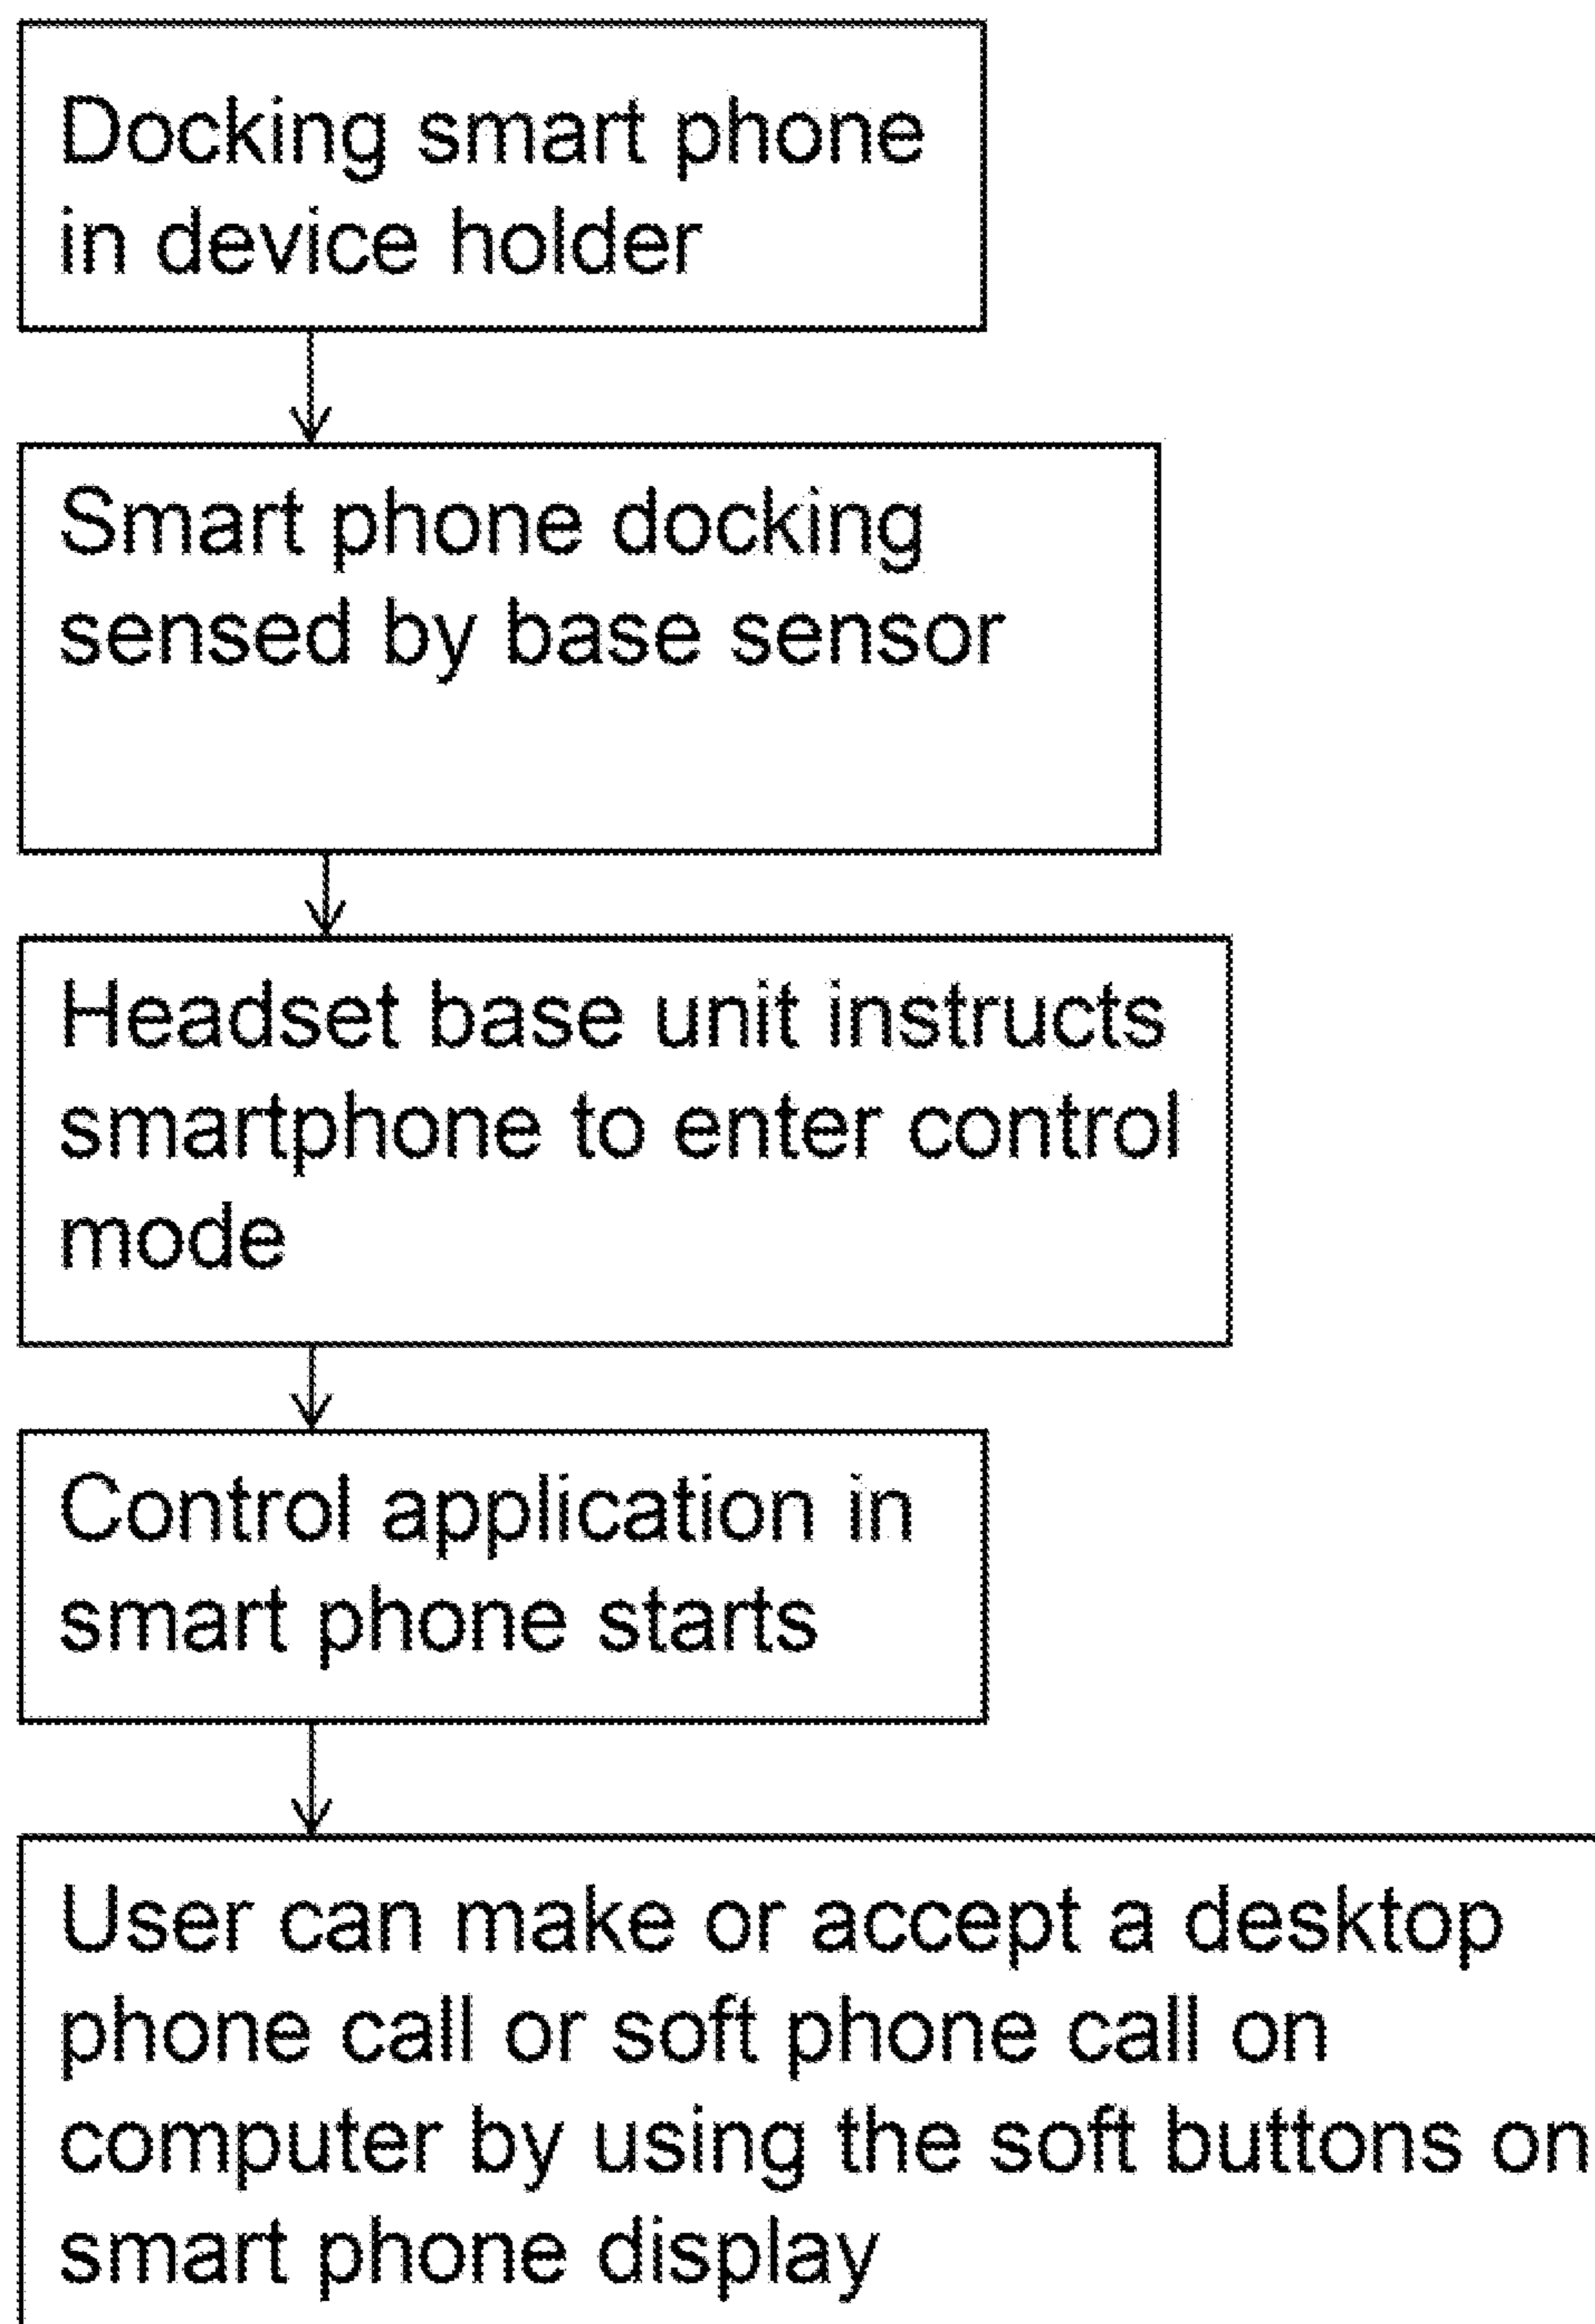 Docking smart phone
in device holder
Smart phone docking
sensed by base sensor
Headset base unit instructs
smartphone to enter control
mode
Control application in
smart phone starts
User can make or accept a desktop
phone call or soft phone call on
computer by using the soft buttons on
smart phone display